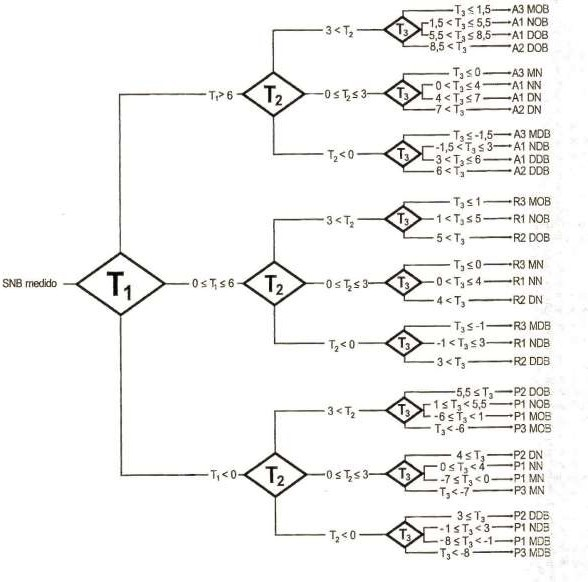 T₃ ≤ 1,5 A3 MOB
1,5 < T₃ ≤ 5,5 A1 NOB
3 < T₂ T₃ 5,5 < T₃ ≤ 8,5 A1 DOB
8,5 < T₃ A2 DOB
T₃ ≤ 0 A3 MN
0 < T₃ ≤ 4 A1 NN
T₁> 6 T₂ 0 ≤ T₂ ≤ 3 T₃ 4 < T₃ ≤ 7 A1 DN
7 < T₃ A2 DN
T₃ ≤ -1,5 A3 MDB
-1,5 < T₃ ≤ 3 A1 NDB
T₂ < 0 T₃ 3 < T₃ ≤ 6 A1 DDB
6 < T₃ A2 DDB
T₃ ≤ 1 R3 MOB
3 < T₂ T₃ 1 < T₃ ≤ 5 R1 NOB
5 < T₃ R2 DOB
T₃ ≤ 0 R3 MN
SNB medido T₁ 0 ≤ T₁ ≤ 6 T₂ 0 ≤ T₂ ≤ 3 T₃ 0 < T₃ ≤ 4 R1 NN
4 < T₃ R2 DN
T₃ ≤ -1 R3 MDB
T₂ < 0 T₃ -1 < T₃ ≤ 3 R1 NDB
3 < T₃ R2 DDB
5,5 ≤ T₃ P2 DOB
1 ≤ T₃ < 5,5 P1 NOB
3 < T₂ T₃ -6 ≤ T₃ < 1 P1 MOB
T₃ < -6 P3 MOB
4 ≤ T₃ P2 DN
0 ≤ T₃ < 4 P1 NN
T₁ < 0 T₂ 0 ≤ T₂ ≤ 3 T₃ -7 ≤ T₃ < 0 P1 MN
T₃ < -7 P3 MN
3 ≤ T₃ P2 DDB
-1 ≤ T₃ < 3 P1 NDB
T₂ < 0 T₃ -8 ≤ T₃ < -1 P1 MDB
T₃ < -8 P3 MDB